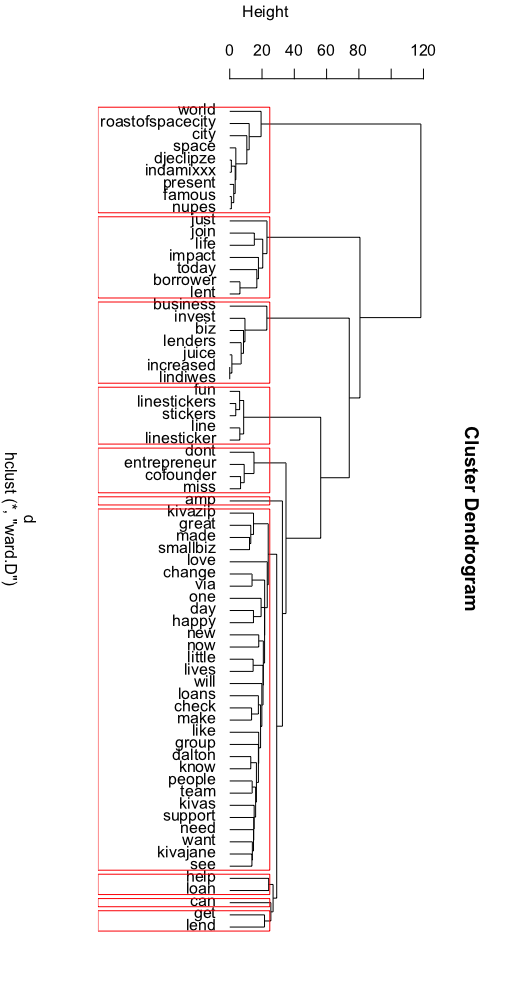 Height
0 20 40 60 80 120
world
roastofspacecity
city
space
djeclipze
indamixxx
present
famous
nupes
just
join
life
impact
today
borrower
lent
business
invest
biz
lenders
juice
increased
lindiwes
fun
linestickers
stickers
line
linesticker
dont
entrepreneur
cofounder
miss
amp
kivazip
great
made
smallbiz
love
change
via
one
day
happy
new
now
little
lives
will
loans
check
make
like
group
dalton
know
people
team
kivas
support
need
want
kivajane
see
help
loan
can
get
lend
Cluster Dendrogram
d
hclust (*, "ward.D")